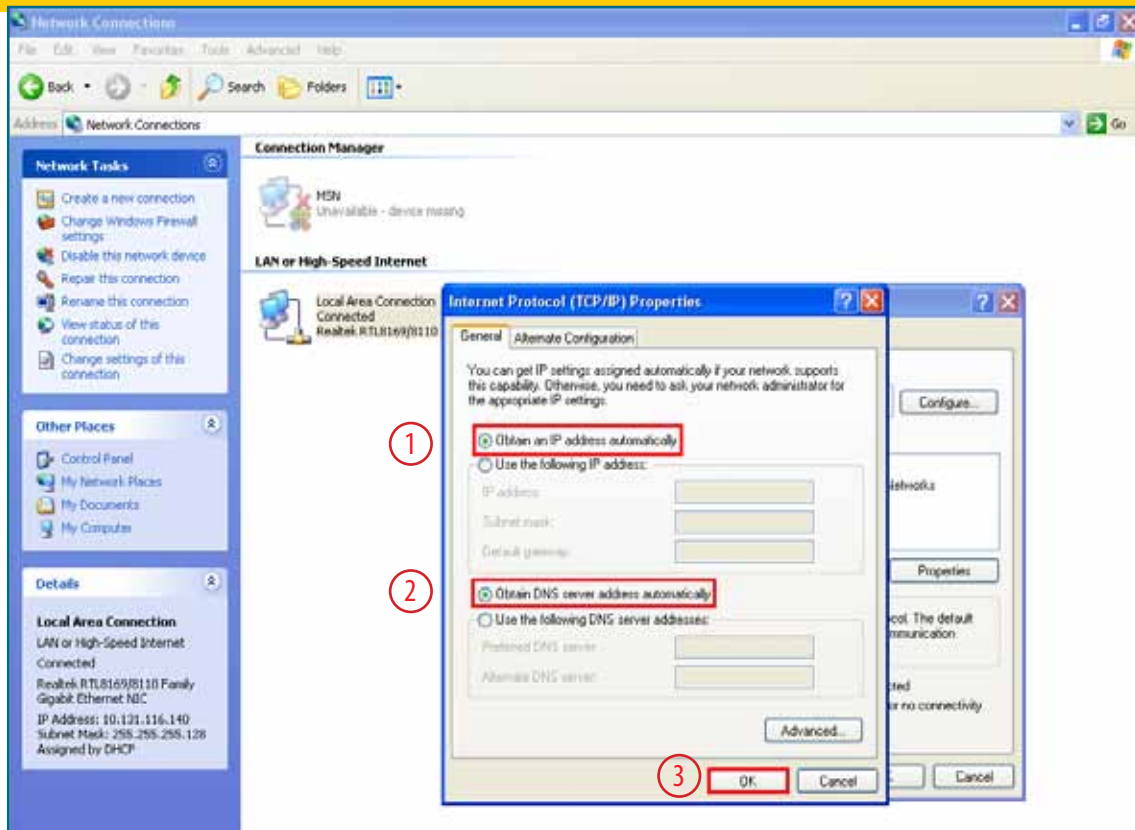 Network Connections
File Edit View Favorites Tools Advanced Help
Back Search Folders
Address Network Connections Go
Network Tasks
Create a new connection
Change Windows Firewall
settings
Disable this network device
Repair this connection
Rename this connection
View status of this
connection
Change settings of this
connection
Other Places
Control Panel
My Network Places
My Documents
My Computer
Details
Local Area Connection
LAN or High-Speed Internet
Connected
Realtek RTL8169/8110 Family
Gigabit Ethernet NIC
IP Address: 10.131.116.140
Subnet Mask: 255.255.255.128
Assigned by DHCP
Connection Manager
MSN
Unavailable - device missing
LAN or High-Speed Internet
Local Area Connection
Connected
Realtek RTL8169/8110
Internet Protocol (TCP/IP) Properties
General Alternate Configuration
You can get IP settings assigned automatically if your network supports
this capability. Otherwise, you need to ask your network administrator for
the appropriate IP settings.
1 Obtain an IP address automatically
Use the following IP address:
IP address:
Subnet mask:
Default gateway:
2 Obtain DNS server address automatically
Use the following DNS server addresses:
Preferred DNS server:
Alternate DNS server:
Advanced...
3 OK Cancel
Configure...
Networks
Properties
col. The default
mmunication
cted
or no connectivity
Cancel